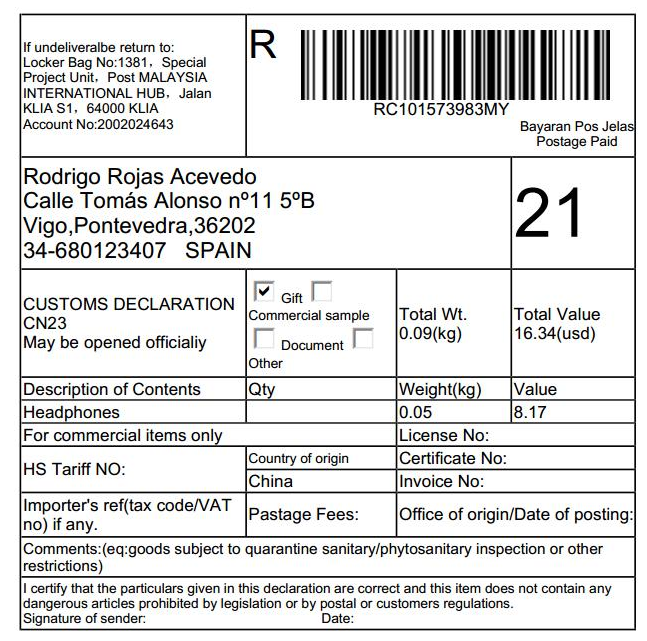 If undeliveralbe return to:
Locker Bag No:1381, Special
Project Unit, Post MALAYSIA
INTERNATIONAL HUB, Jalan
KLIA S1, 64000 KLIA
Account No:2002024643
R
RC101573983MY
Bayaran Pos Jelas
Postage Paid
Rodrigo Rojas Acevedo
Calle Tomás Alonso nº11 5ºB
Vigo,Pontevedra,36202
34-680123407 SPAIN
21
CUSTOMS DECLARATION
CN23
May be opened officialiy
Gift
Commercial sample
Document
Other
Total Wt.
0.09(kg)
Total Value
16.34(usd)
Description of Contents Qty Weight(kg) Value
Headphones 0.05 8.17
For commercial items only License No:
HS Tariff NO:
Country of origin Certificate No:
China Invoice No:
Importer's ref(tax code/VAT
no) if any.
Pastage Fees: Office of origin/Date of posting:
Comments:(eq:goods subject to quarantine sanitary/phytosanitary inspection or other
restrictions)
I certify that the particulars given in this declaration are correct and this item does not contain any
dangerous articles prohibited by legislation or by postal or customers regulations.
Signature of sender: Date: